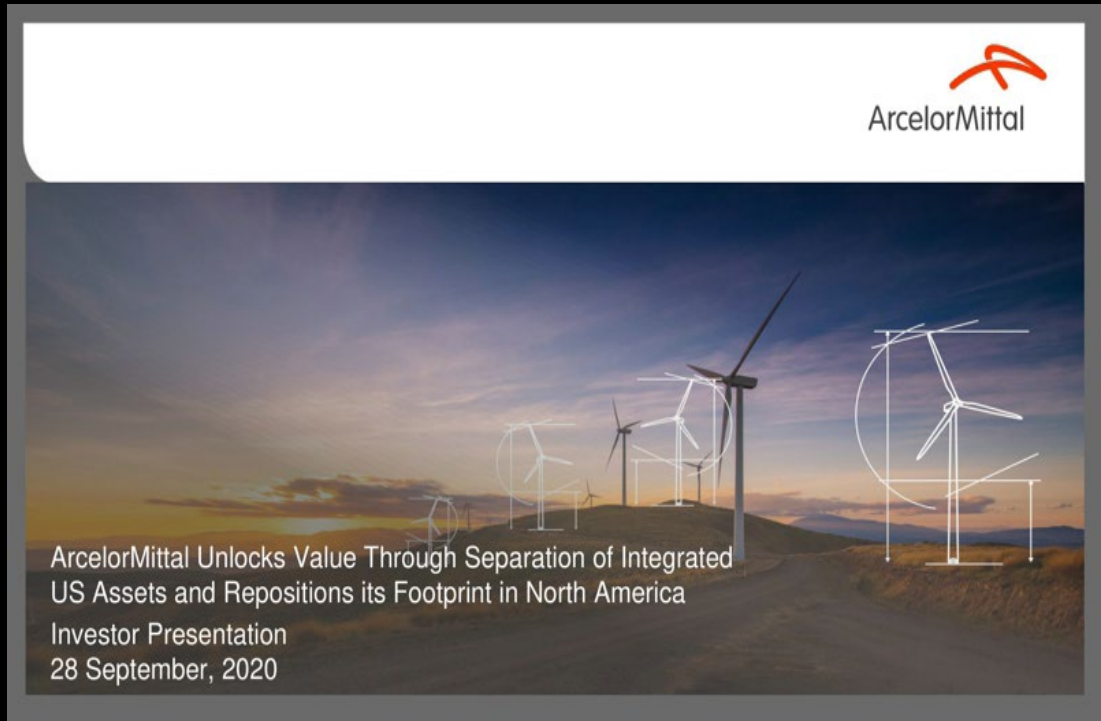 ArcelorMittal
ArcelorMittal Unlocks Value Through Separation of Integrated
US Assets and Repositions its Footprint in North America
Investor Presentation
28 September, 2020